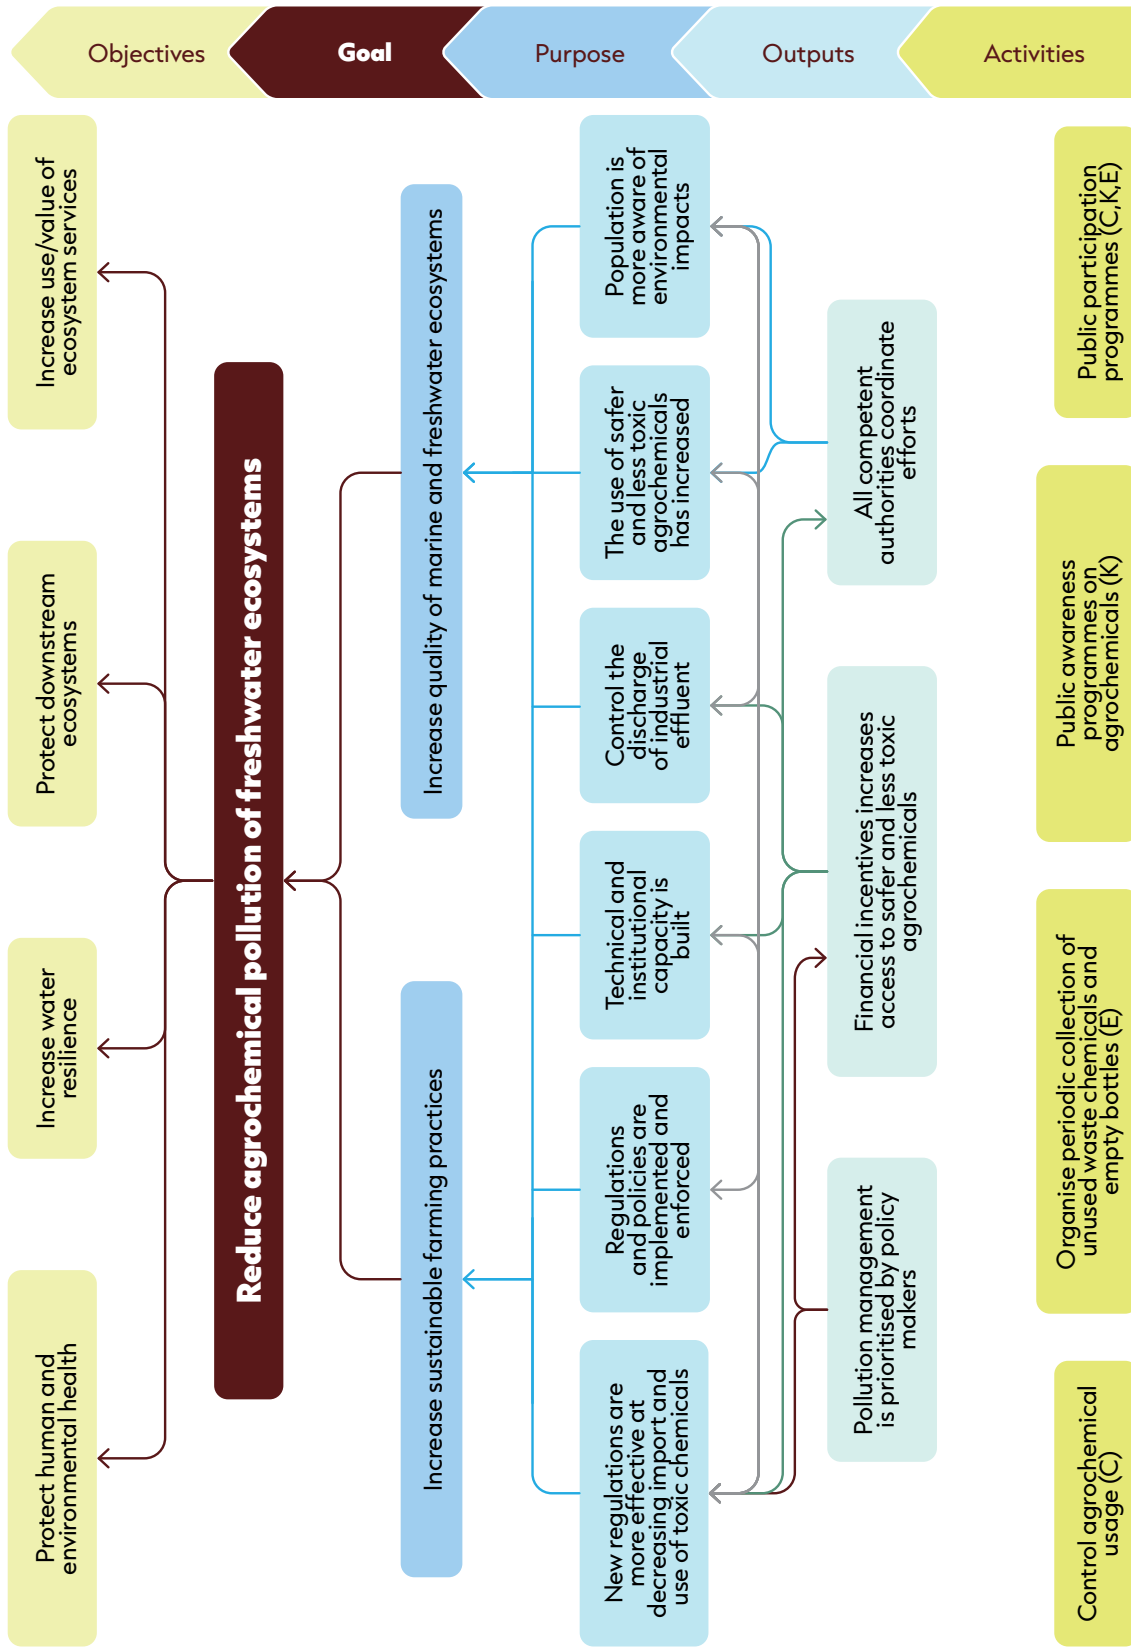 Objectives
Goal
Purpose
Outputs
Activities
Protect human and
environmental health
Increase water
resilience
Protect downstream
ecosystems
Increase use/value of
ecosystem services
Reduce agrochemical pollution of freshwater ecosystems
Increase sustainable farming practices
Increase quality of marine and freshwater ecosystems
New regulations are
more effective at
decreasing import and
use of toxic chemicals
Regulations
and policies are
implemented and
enforced
Technical and
institutional
capacity is
built
Control the
discharge
of industrial
effluent
The use of safer
and less toxic
agrochemicals
has increased
Population is
more aware of
environmental
impacts
Pollution management
is prioritised by policy
makers
Financial incentives increases
access to safer and less toxic
agrochemicals
All competent
authorities coordinate
efforts
Control agrochemical
usage (C)
Organise periodic collection of
unused waste chemicals and
empty bottles (E)
Public awareness
programmes on
agrochemicals (K)
Public participation
programmes (C,K,E)